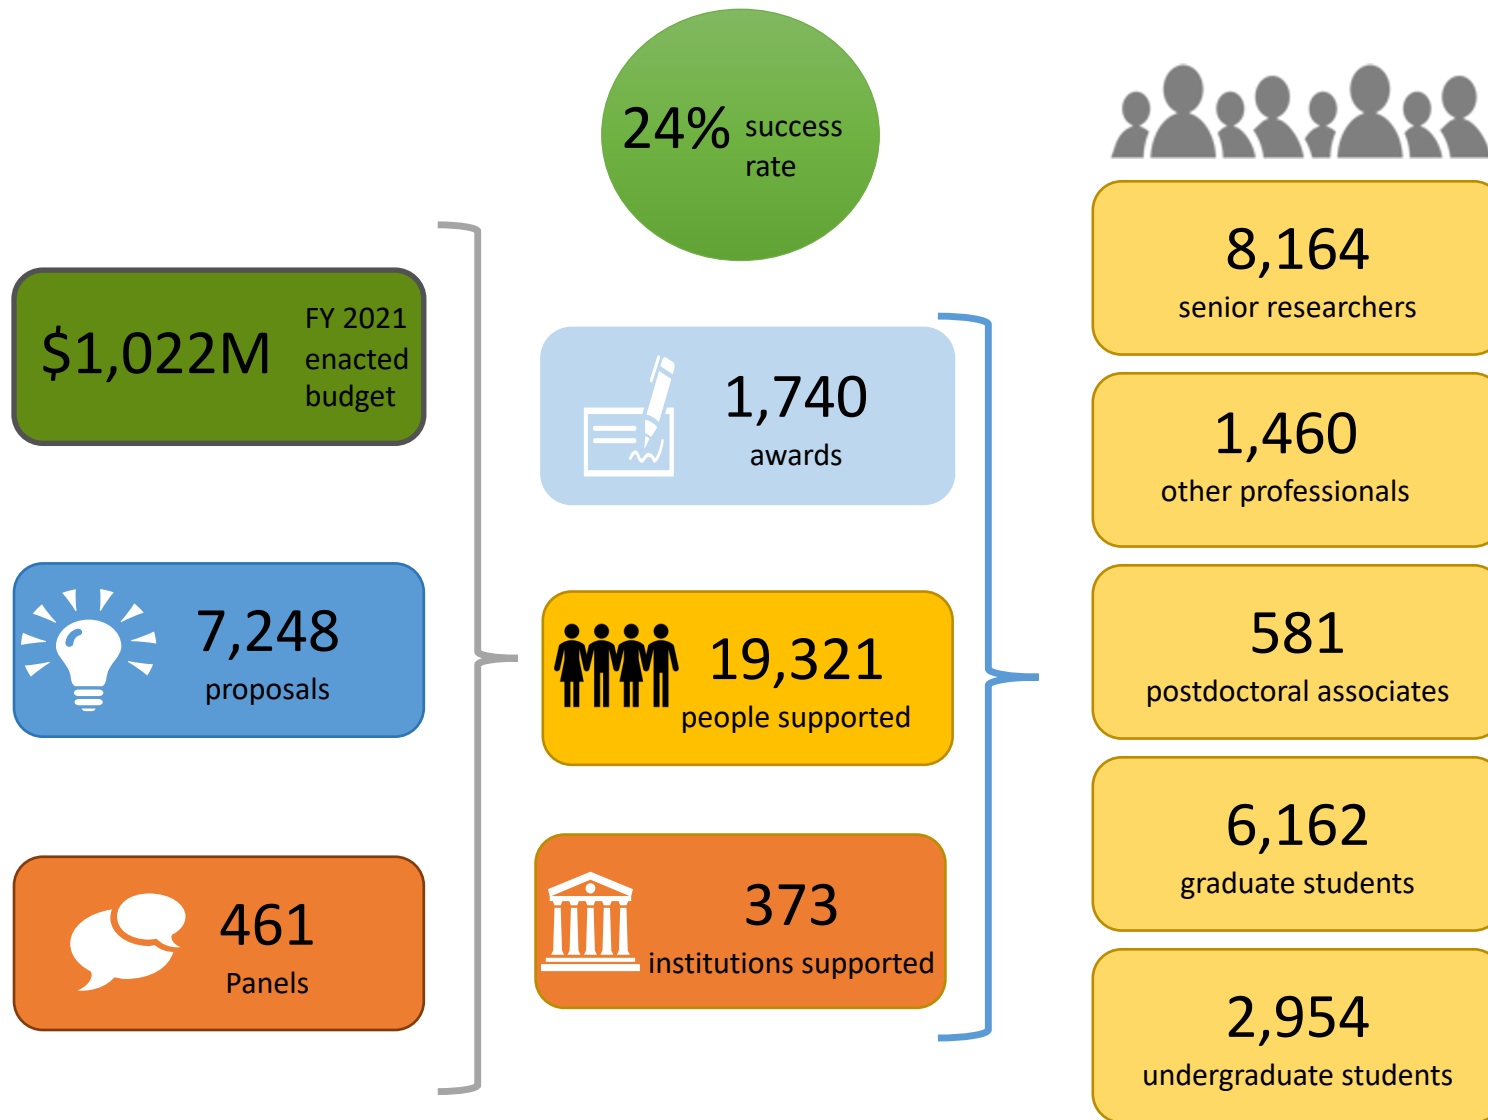 24% success
rate
$1,022M
FY 2021
enacted
budget
7,248
proposals
461
Panels
1,740
awards
19,321
people supported
373
institutions supported
8,164
senior researchers
1,460
other professionals
581
postdoctoral associates
6,162
graduate students
2,954
undergraduate students